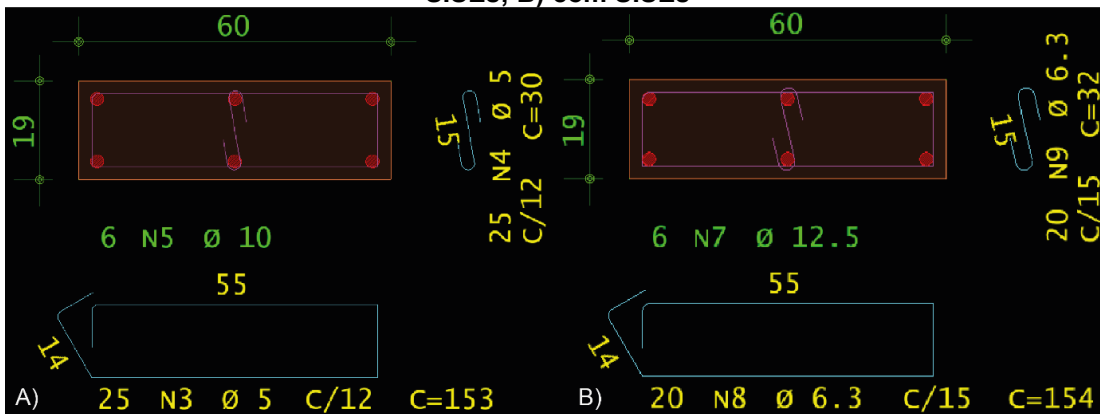 60
19
25 N4 Ø 5
C/12 C=30
15
6 N5 Ø 10
55
14
A) 25 N3 Ø 5 C/12 C=153
60
19
20 N9 Ø 6.3
C/15 C=32
15
6 N7 Ø 12.5
55
14
B) 20 N8 Ø 6.3 C/15 C=154